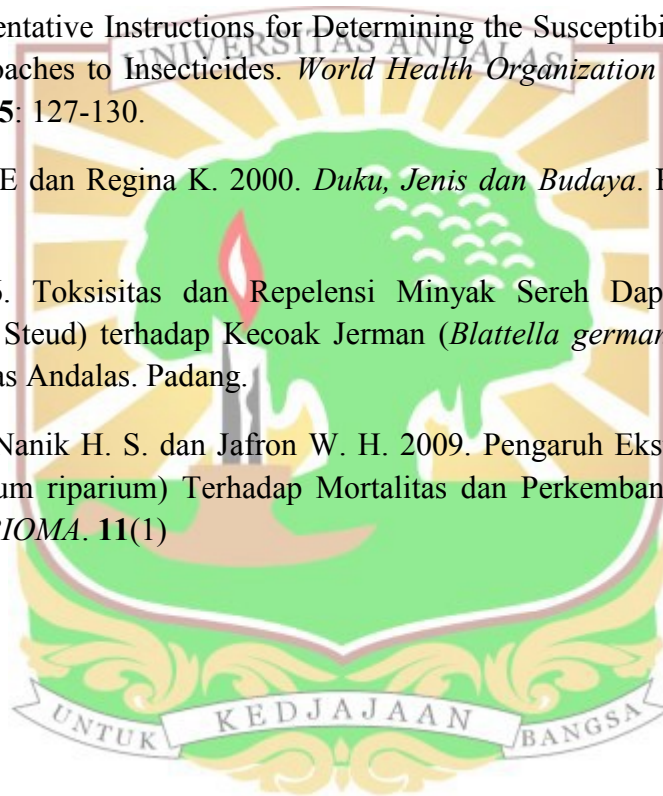 entative Instructions for Determining the Susceptibi
UNIVERSITAS ANDALAS
oaches to Insecticides. World Health Organization
5: 127-130.
E dan Regina K. 2000. Duku, Jenis dan Budaya.
. Toksisitas dan Repelensi Minyak Sereh Dap
Steud) terhadap Kecoak Jerman (Blattella german
as Andalas. Padang.
Nanik H. S. dan Jafron W. H. 2009. Pengaruh Eks
um riparium) Terhadap Mortalitas dan Perkemban
BIOMA. 11(1)
UNTUK KEDJAJAAN BANGSA